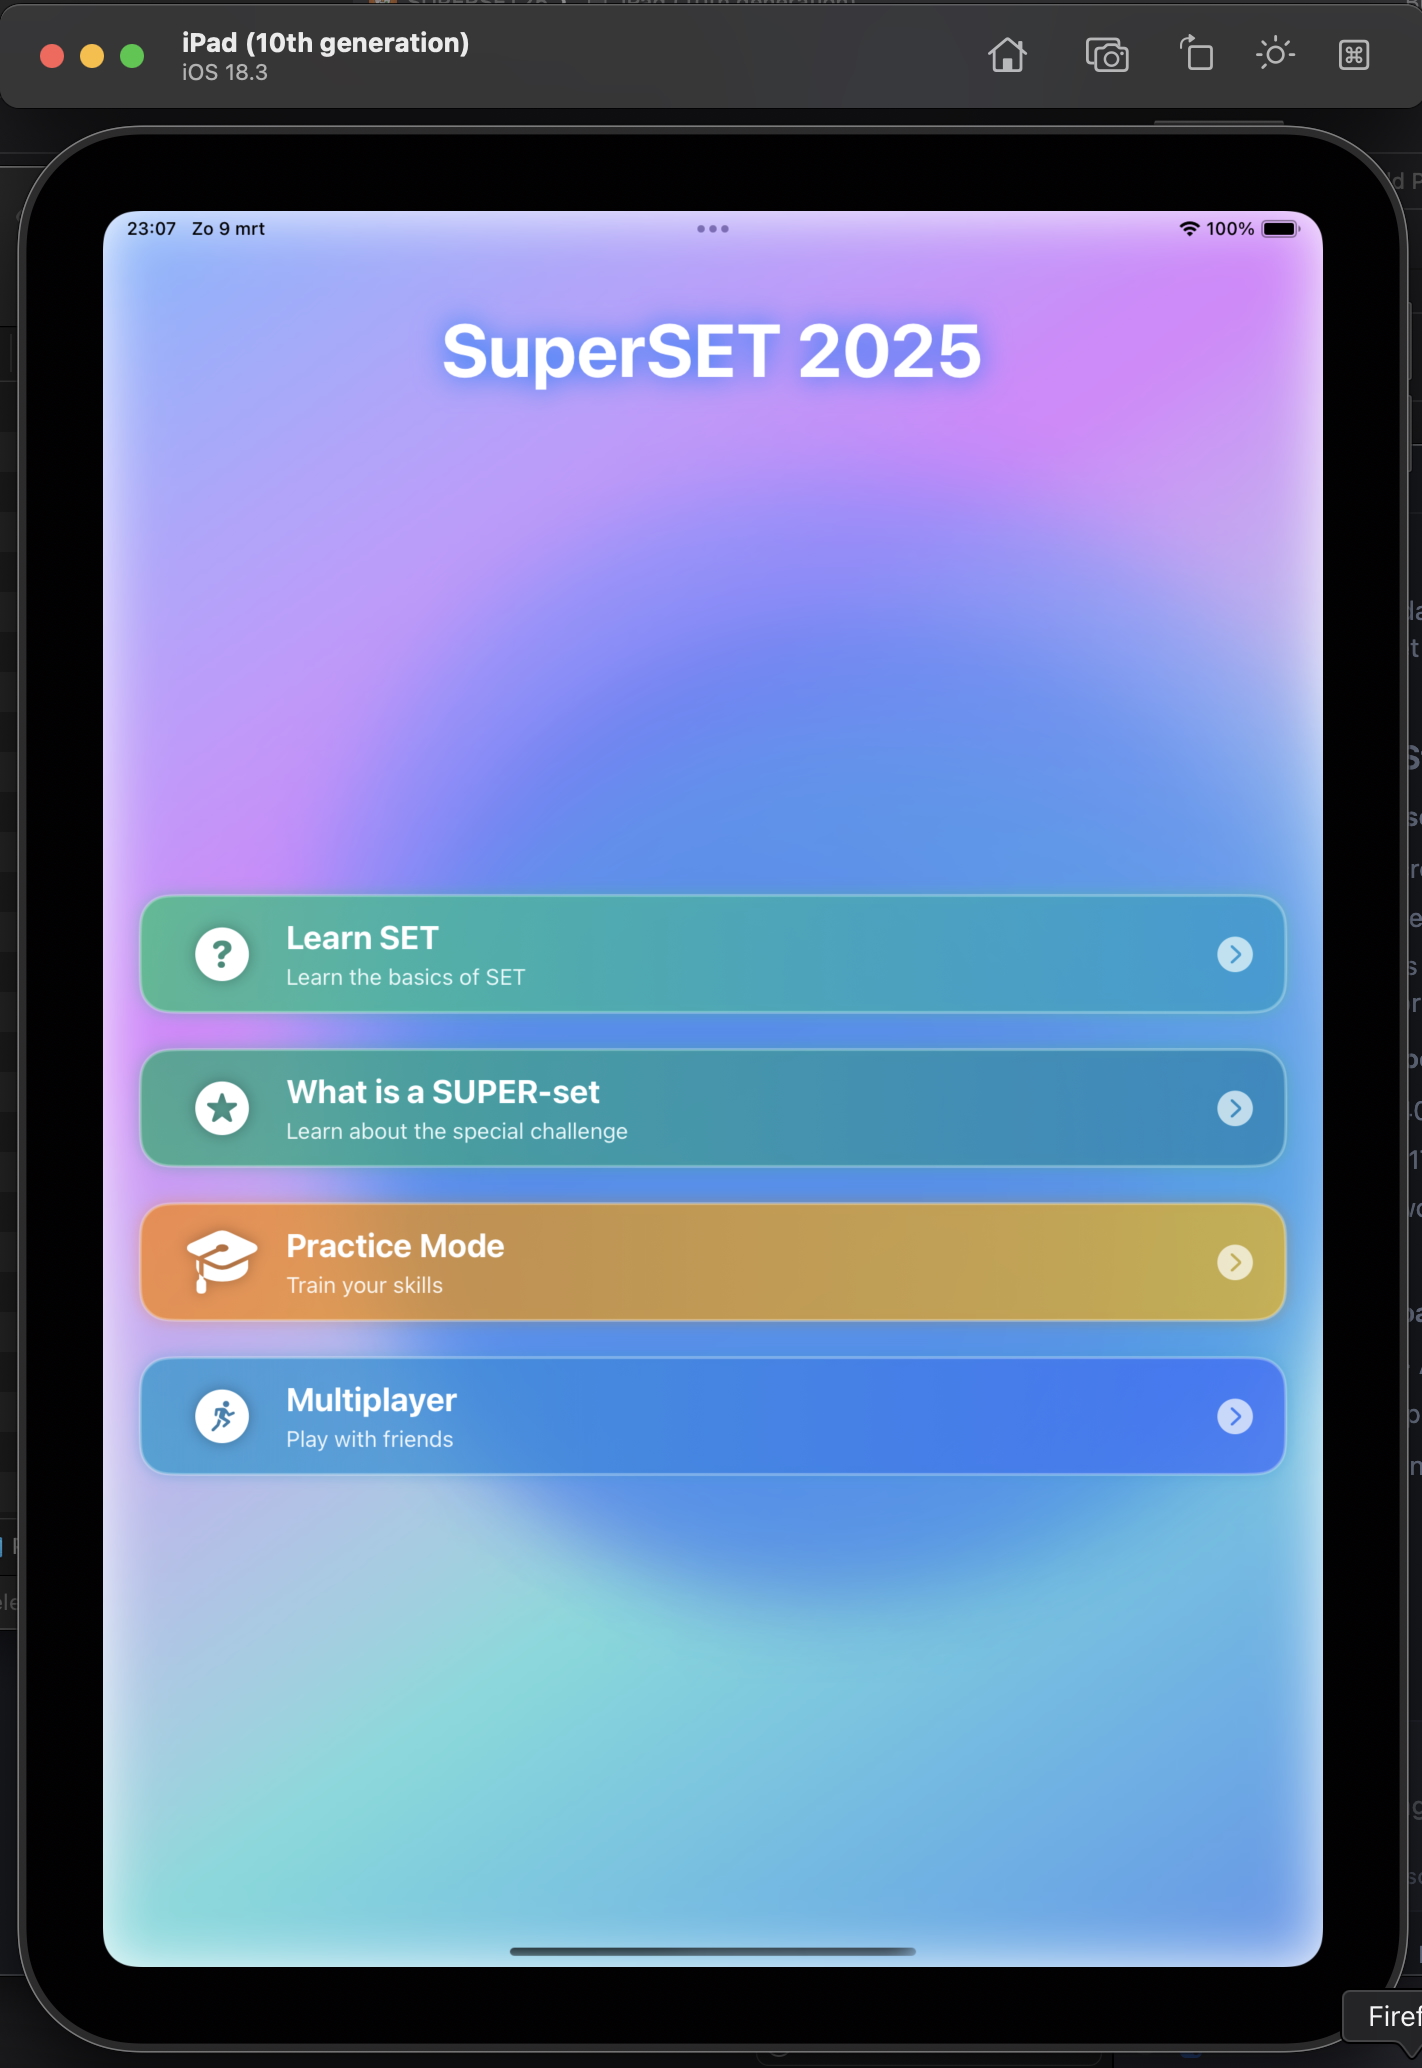 iPad (10th generation)
iOS 18.3
23:07 Zo 9 mrt
100%
SuperSET 2025
Learn SET
Learn the basics of SET
What is a SUPER-set
Learn about the special challenge
Practice Mode
Train your skills
Multiplayer
Play with friends